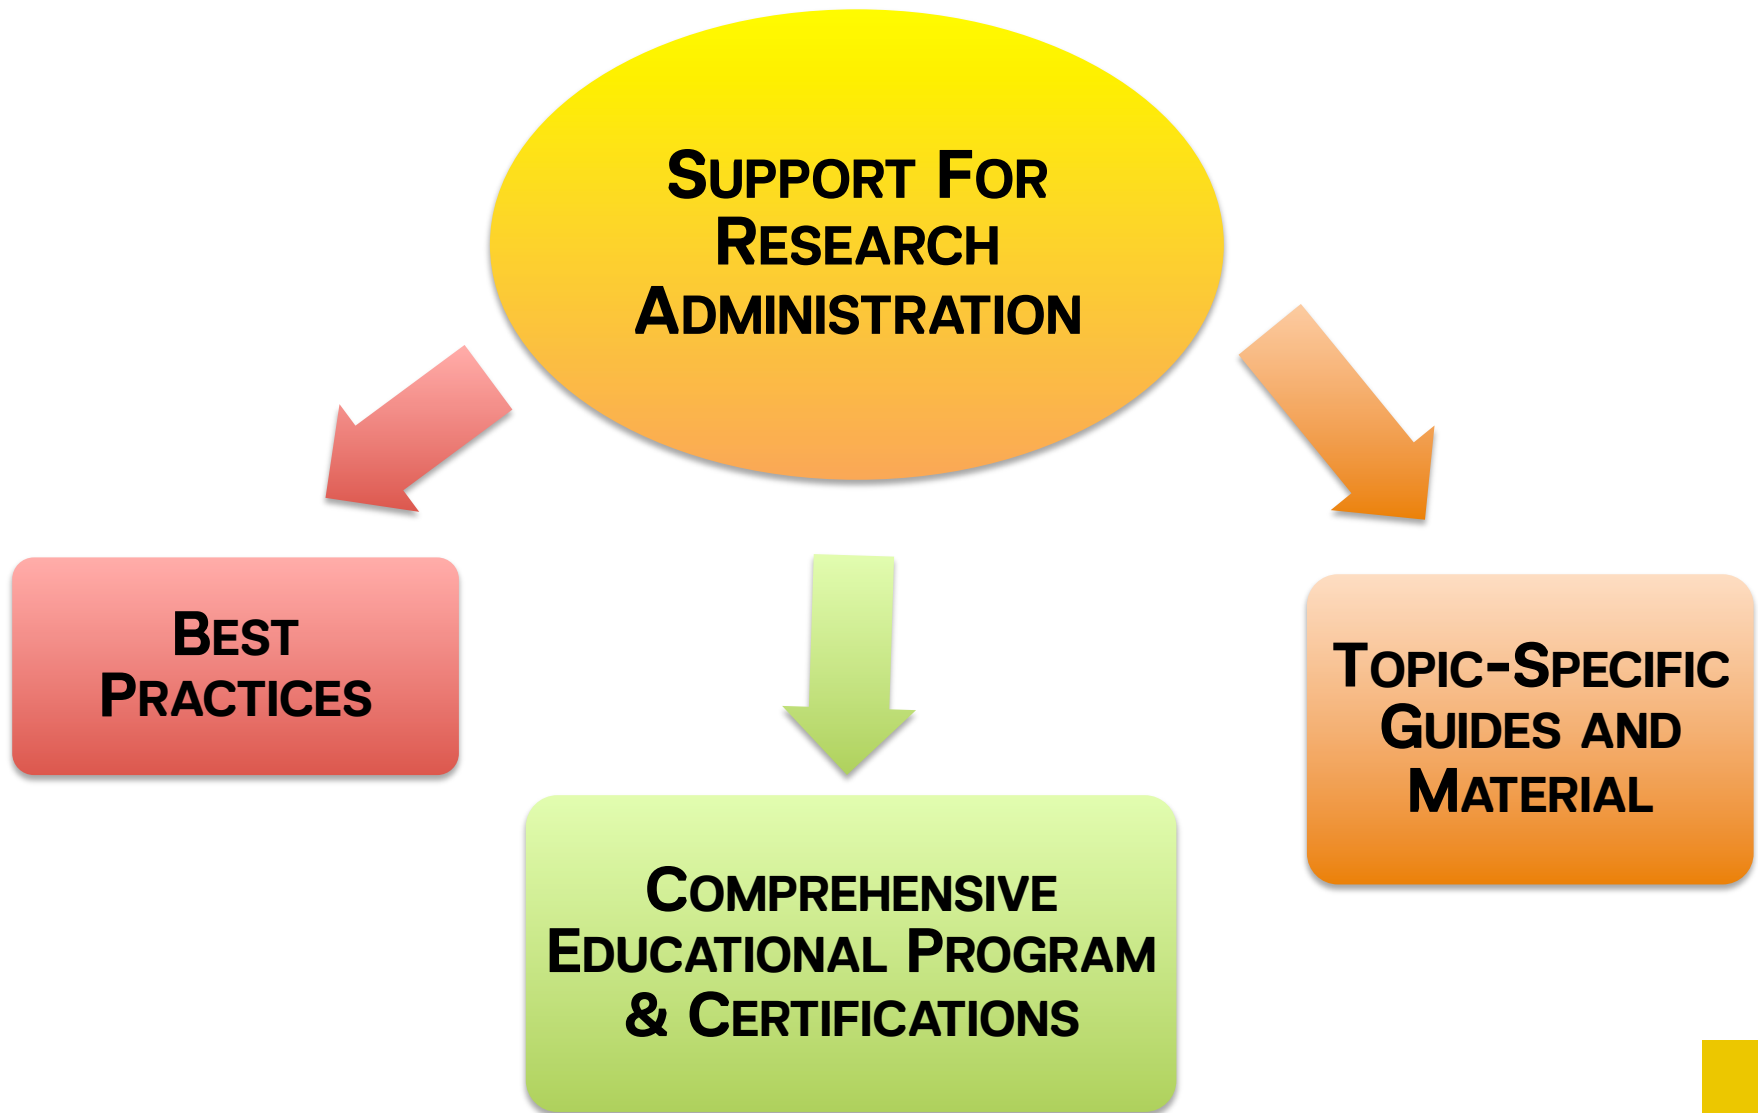 Support For
Research
Administration
Best
Practices
Topic-Specific
Guides and
Material
Comprehensive
Educational Program
& Certifications